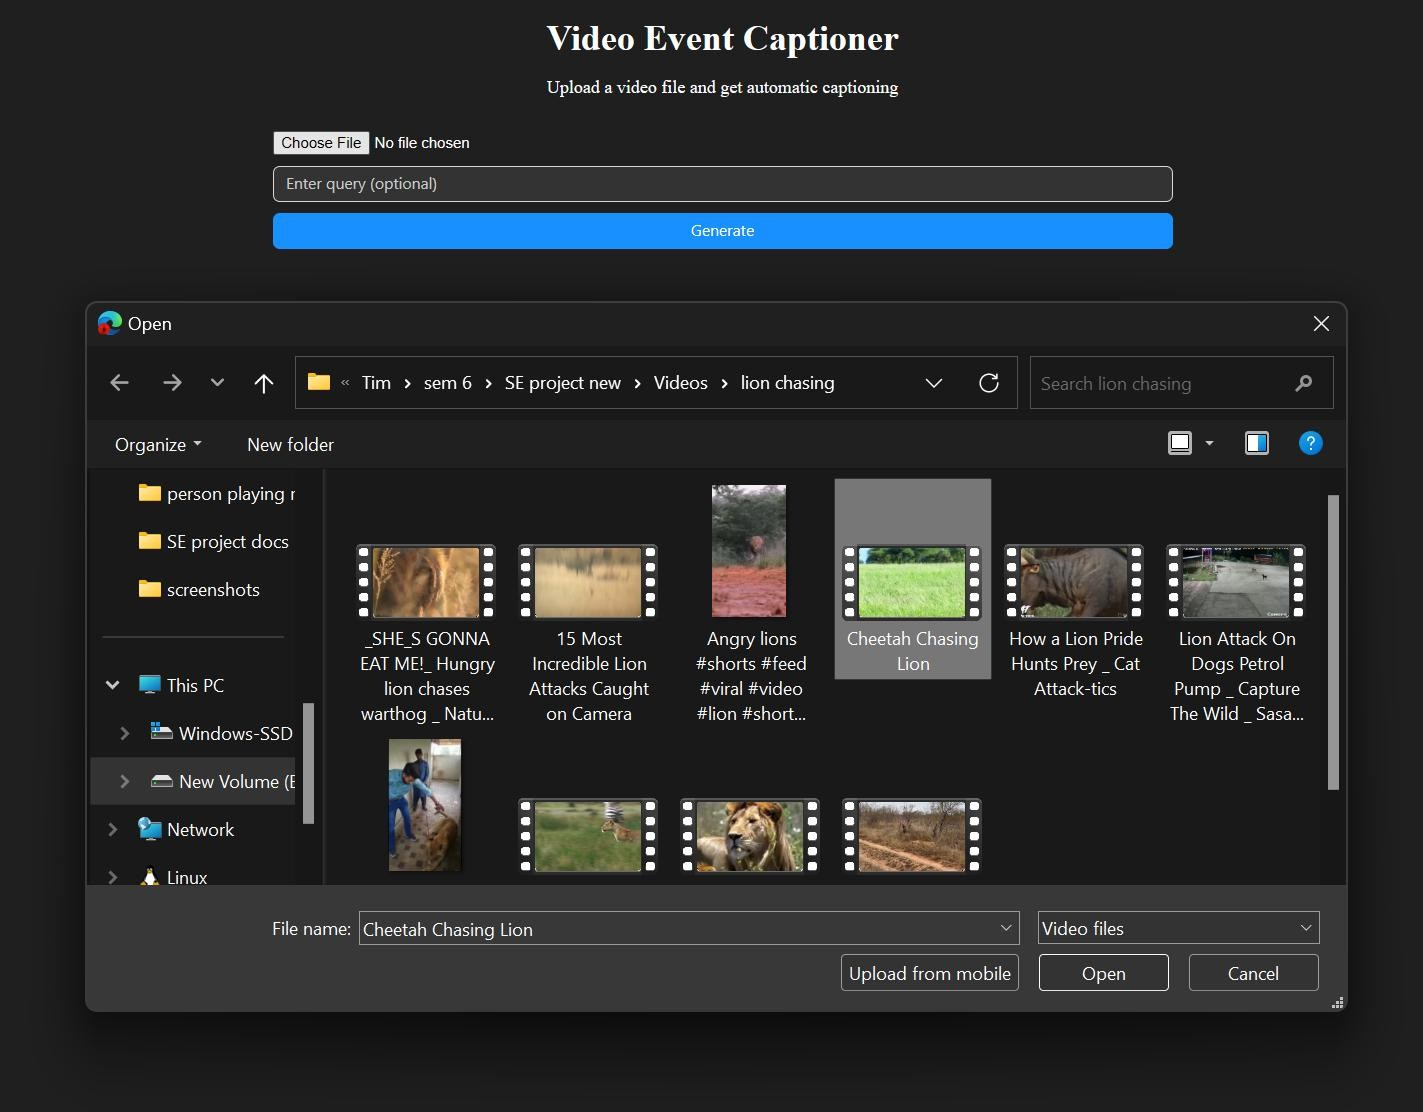 Video Event Captioner
Upload a video file and get automatic captioning
Choose File No file chosen
Enter query (optional)
Generate
Open
« Tim › sem 6 › SE project new › Videos › lion chasing
Search lion chasing
Organize
New folder
?
person playing r
SE project docs
screenshots
This PC
Windows-SSD
New Volume (E
Network
Linux
_SHE_S GONNA
EAT ME!_ Hungry
lion chases
warthog _ Natu...
15 Most
Incredible Lion
Attacks Caught
on Camera
Angry lions
#shorts #feed
#viral #video
#lion #short...
Cheetah Chasing
Lion
How a Lion Pride
Hunts Prey _ Cat
Attack-tics
Lion Attack On
Dogs Petrol
Pump _ Capture
The Wild _ Sasa...
File name:
Cheetah Chasing Lion
Video files
Upload from mobile
Open
Cancel